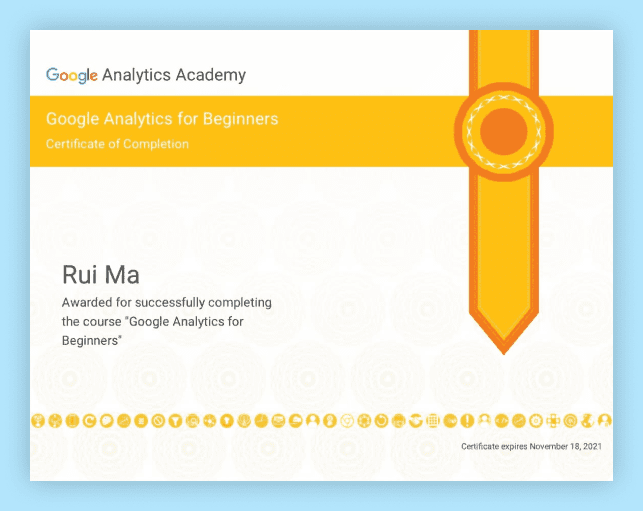 Google Analytics Academy
Google Analytics for Beginners
Certificate of Completion
Rui Ma
Awarded for successfully completing
the course "Google Analytics for
Beginners"
Certificate expires November 18, 2021